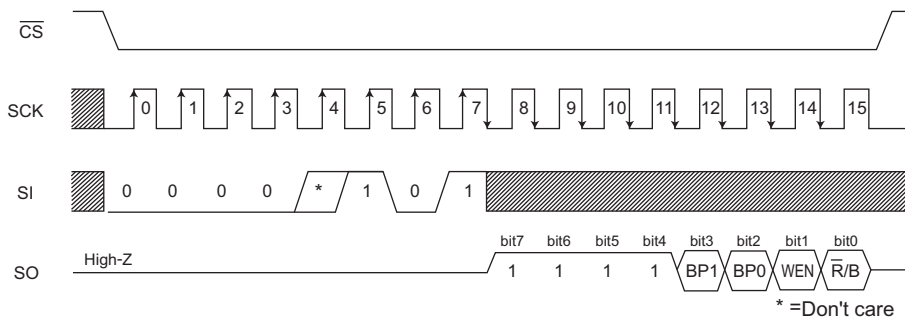 CS
SCK 0 1 2 3 4 5 6 7 8 9 10 11 12 13 14 15
SI 0 0 0 0 * 1 0 1
bit7 bit6 bit5 bit4 bit3 bit2 bit1 bit0
SO High-Z 1 1 1 1 BP1 BP0 WEN R̅/B
* =Don't care